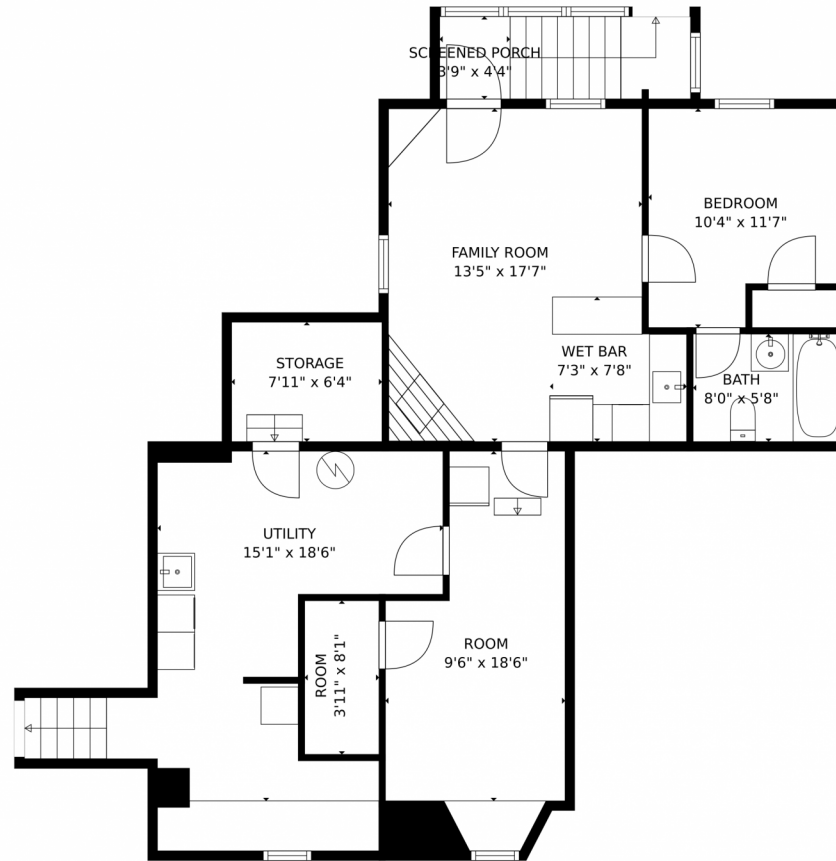 SCREENED PORCH
3'9" x 4'4"
BEDROOM
10'4" x 11'7"
FAMILY ROOM
13'5" x 17'7"
STORAGE
7'11" x 6'4"
WET BAR
7'3" x 7'8"
BATH
8'0" x 5'8"
UTILITY
15'1" x 18'6"
ROOM
3'11" x 8'1"
ROOM
9'6" x 18'6"